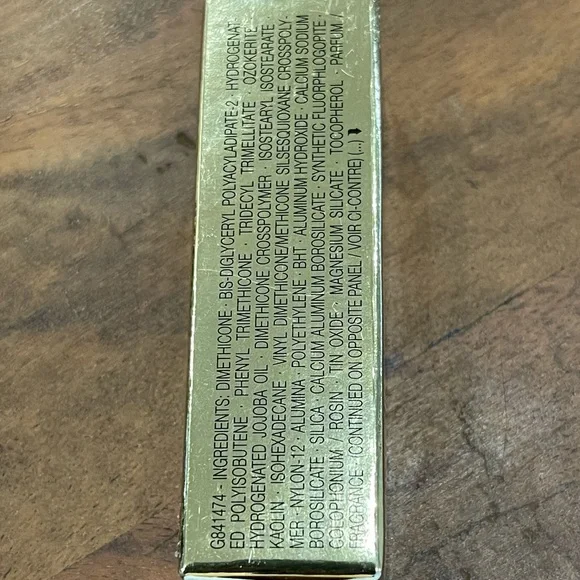 G841474 - INGREDIENTS: DIMETHICONE · BIS-DIGLYCERYL POLYACYLADIPATE-2 · HYDROGENAT-
ED POLYISOBUTENE · PHENYL TRIMETHICONE · TRIDECYL TRIMELLITATE · OZOKERITE
HYDROGENATED JOJOBA OIL · DIMETHICONE CROSSPOLYMER · ISOSTEARYL ISOSTEARATE
KAOLIN · ISOHEXADECANE · VINYL DIMETHICONE/METHICONE SILSESQUIOXANE CROSSPOLY-
MER · NYLON-12 · ALUMINA · POLYETHYLENE · BHT · ALUMINUM HYDROXIDE · CALCIUM SODIUM
BOROSILICATE · SILICA · CALCIUM ALUMINUM BOROSILICATE · SYNTHETIC FLUORPHLOGOPITE
COLOPHONIUM / ROSIN · TIN OXIDE · MAGNESIUM SILICATE · TOCOPHEROL · PARFUM /
FRAGRANCE · (CONTINUED ON OPPOSITE PANEL / VOIR CI-CONTRE) (...)